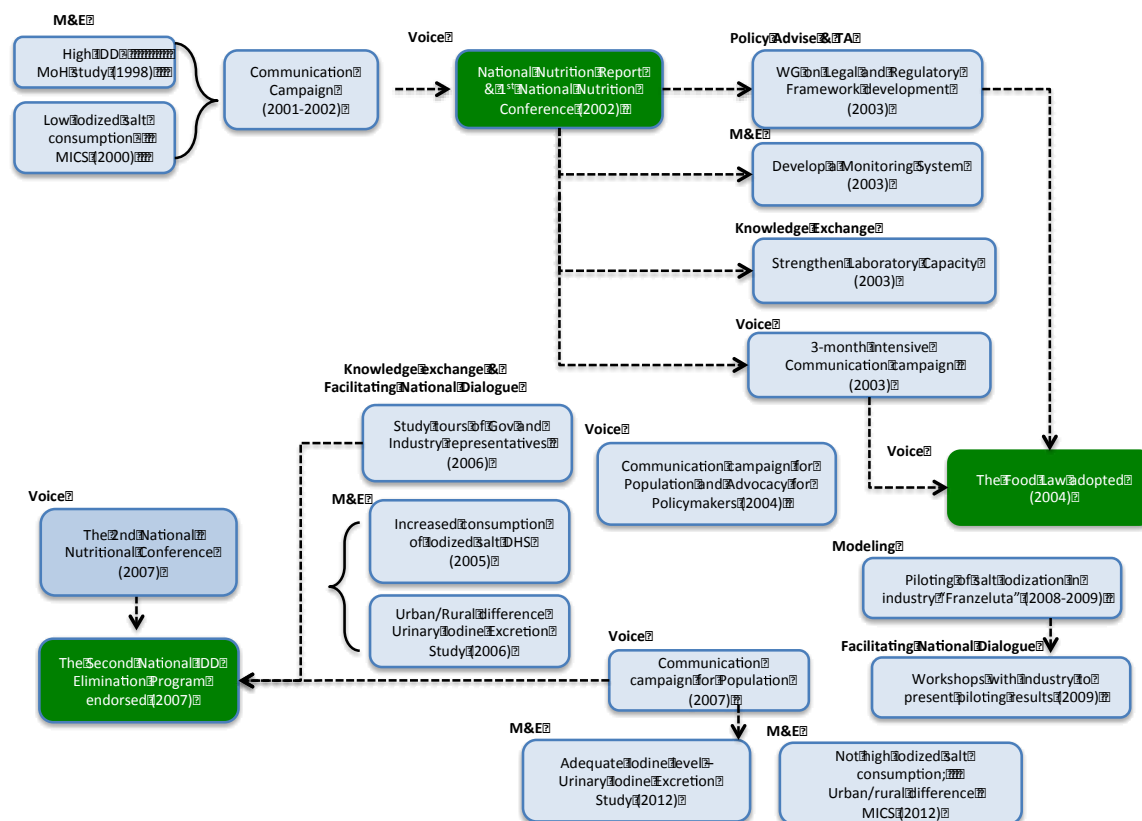 M&E
High IDD –
MoH study (1998)
Low iodized salt
consumption -
MICS (2000)
Communication
Campaign
(2001-2002)
Voice
National Nutrition Report
& 1st National Nutrition
Conference (2002)
Policy Advise & TA
WG on Legal and Regulatory
Framework development
(2003)
M&E
Develop a Monitoring System
(2003)
Knowledge Exchange
Strengthen Laboratory Capacity
(2003)
Voice
3-month intensive
Communication campaign
(2003)
Knowledge exchange &
Facilitating National Dialogue
Study tours of Gov and
Industry representatives
(2006)
Voice
Communication campaign for
Population and Advocacy for
Policymakers (2004)
Voice
The Food Law adopted
(2004)
Voice
The 2nd National
Nutritional Conference
(2007)
M&E
Increased consumption
of iodized salt DHS
(2005)
Urban/Rural difference
Urinary Iodine Excretion
Study (2006)
Modeling
Piloting of salt iodization in
industry "Franzeluta" (2008-2009)
The Second National IDD
Elimination Program
endorsed (2007)
Voice
Communication
campaign for Population
(2007)
Facilitating National Dialogue
Workshops with industry to
present piloting results (2009)
M&E
Adequate Iodine level –
Urinary Iodine Excretion
Study (2012)
M&E
Not high iodized salt
consumption;
Urban/rural difference
MICS (2012)